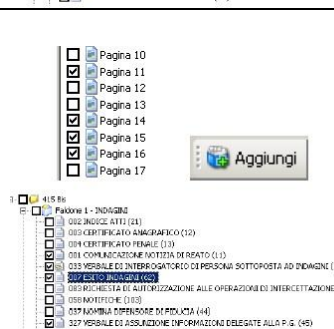 Pagina 10
Pagina 11
Pagina 12
Pagina 13
Pagina 14
Pagina 15
Pagina 16
Pagina 17
Aggiungi
415 Bis
Faldone 1 - INDAGINI
002 INDICE ATTI (21)
003 CERTIFICATO ANAGRAFICO (12)
004 CERTIFICATO PENALE (13)
001 COMUNICAZIONE NOTIZIA DI REATO (11)
033 VERBALE DI INTERROGATORIO DI PERSONA SOTTOPOSTA AD INDAGINI (
007 ESITO INDAGINI (62)
083 RICHIESTA DI AUTORIZZAZIONE ALLE OPERAZIONI DI INTERCETTAZIONE
058 NOTIFICHE (103)
037 NOMINA DIFENSORE DI FIDUCIA (44)
327 VERBALE DI ASSUNZIONE INFORMAZIONI DELEGATE ALLA P.G. (45)